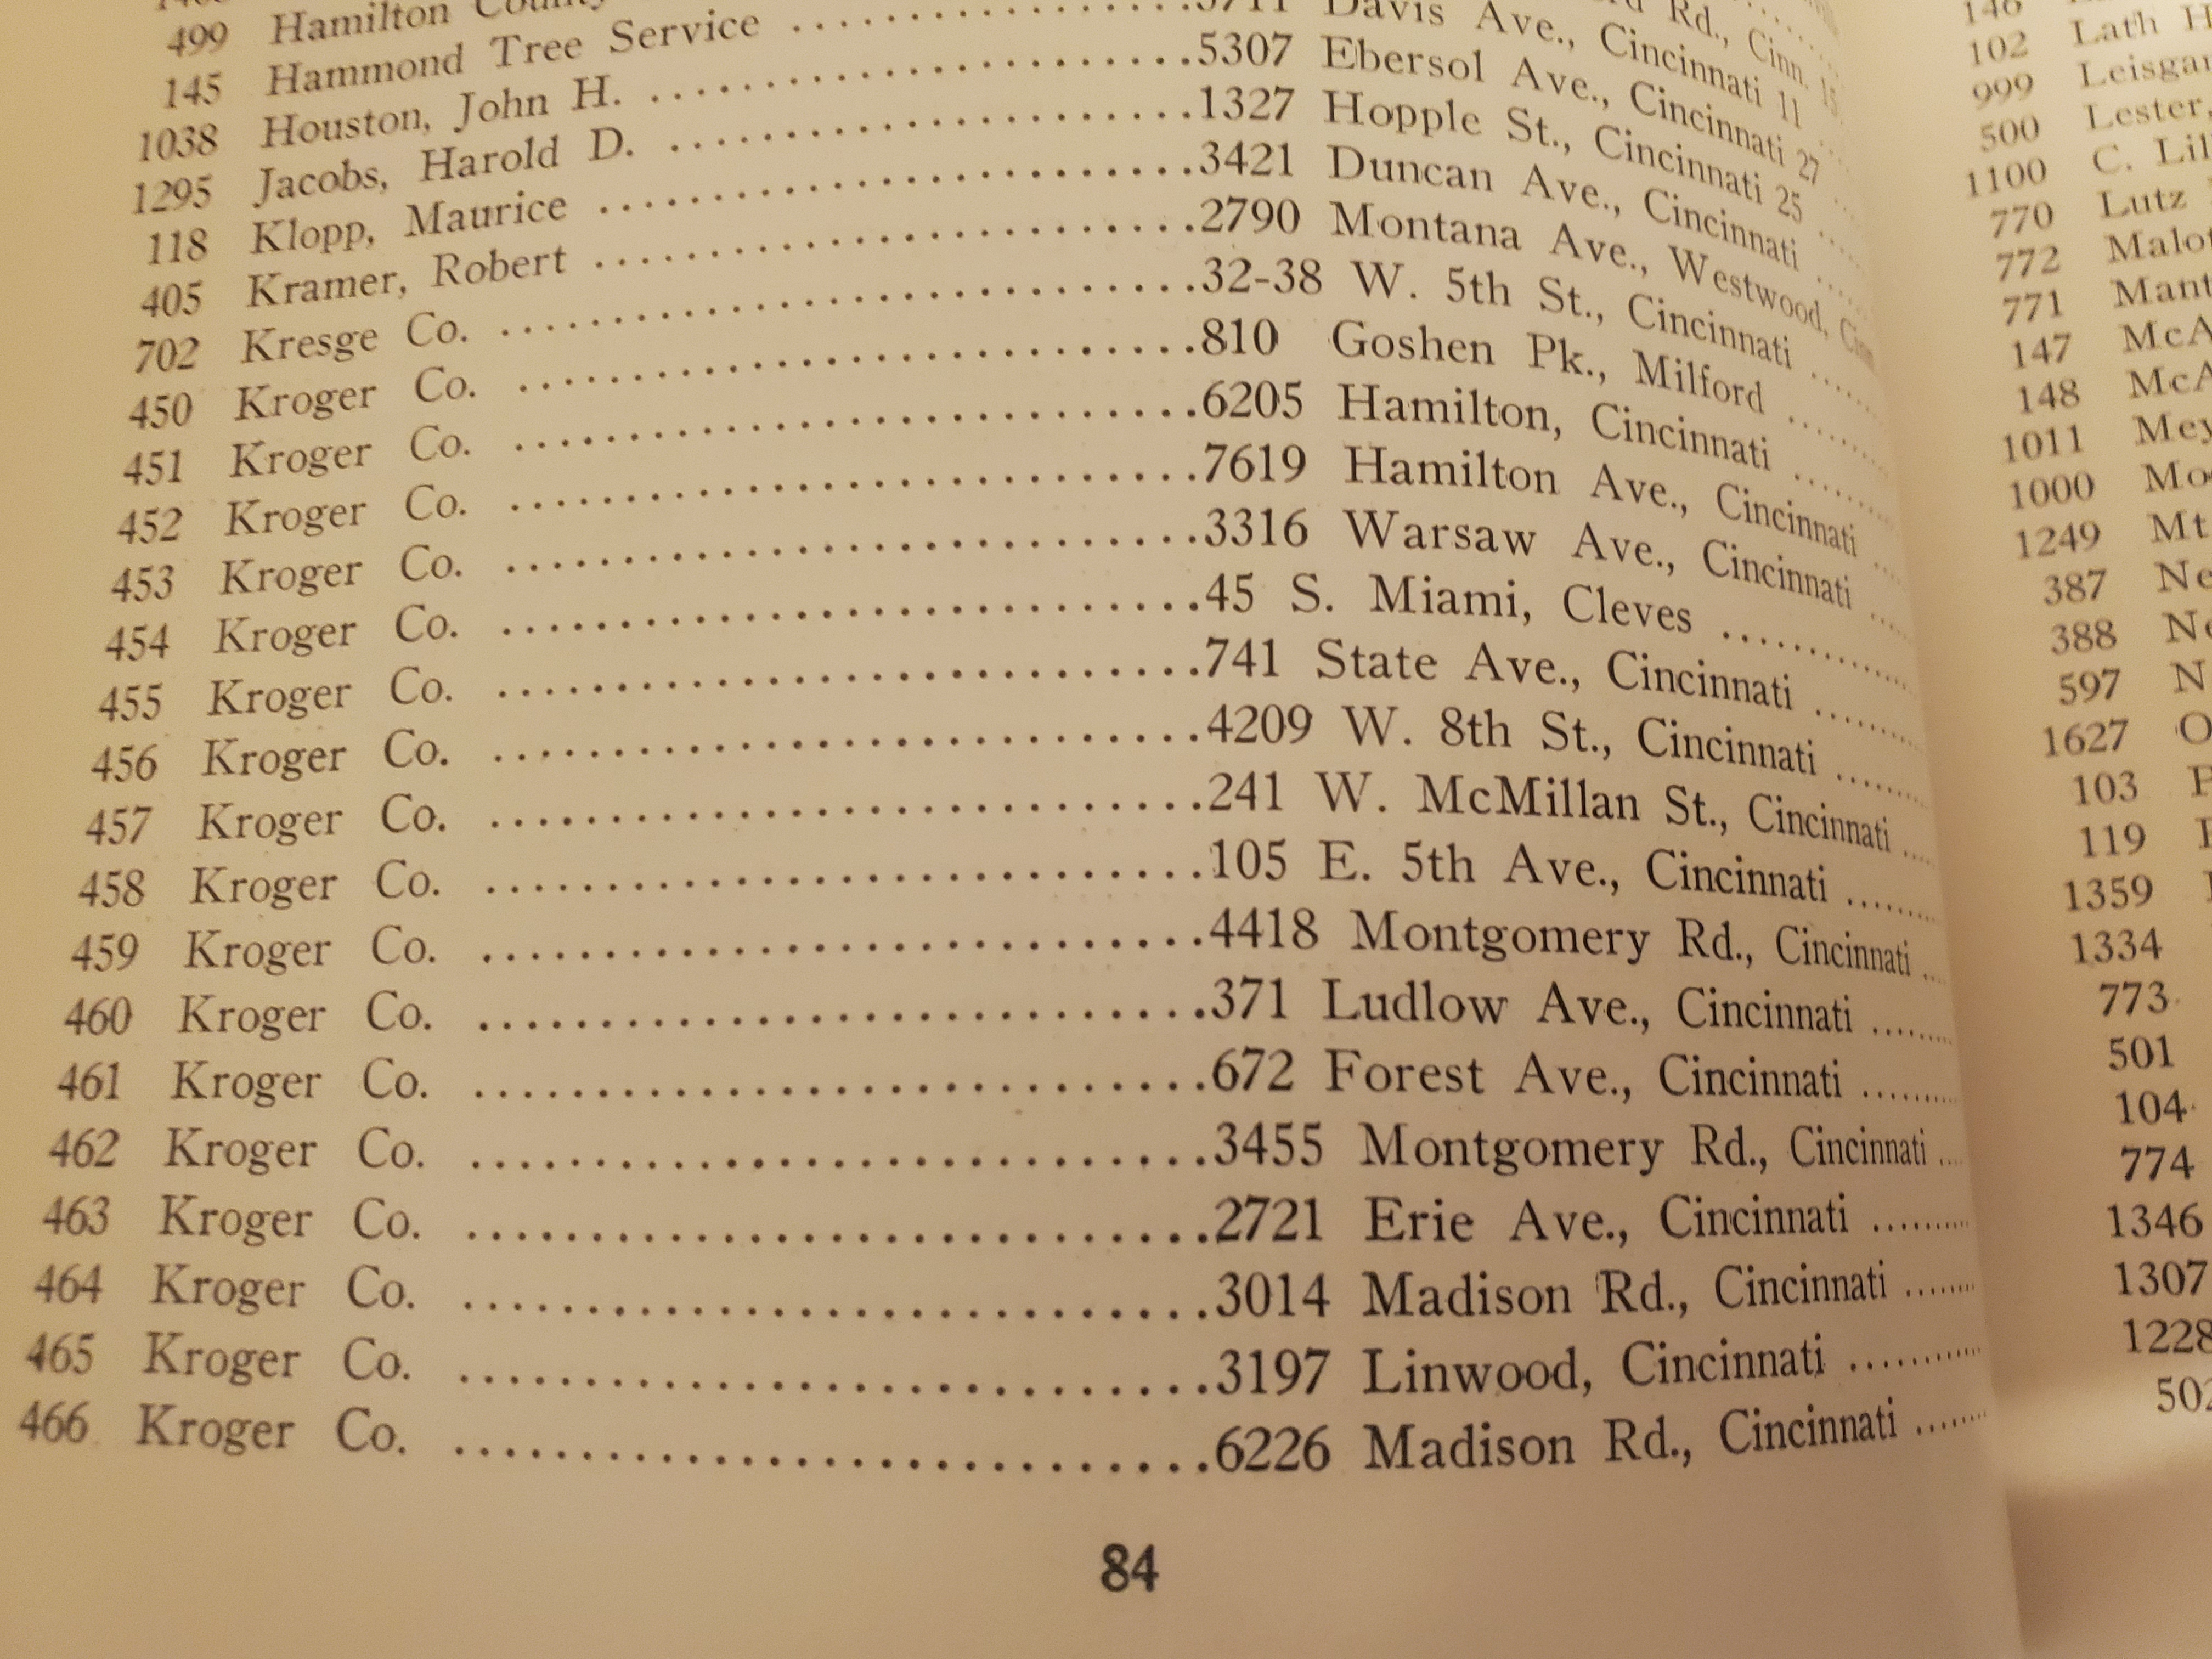 499 Hamilton County Rd., Cinn. 15
145 Hammond Tree Service ........ Davis Ave., Cincinnati 11
1038 Houston, John H. ........ 5307 Ebersol Ave., Cincinnati 27
1295 Jacobs, Harold D. ........ 1327 Hopple St., Cincinnati 25
118 Klopp, Maurice ........ 3421 Duncan Ave., Cincinnati ........
405 Kramer, Robert ........ 2790 Montana Ave., Westwood,
702 Kresge Co. ........ 32-38 W. 5th St., Cincinnati ........
450 Kroger Co. ........ 810 Goshen Pk., Milford ........
451 Kroger Co. ........ 6205 Hamilton, Cincinnati ........
452 Kroger Co. ........ 7619 Hamilton Ave., Cincinnati ....
453 Kroger Co. ........ 3316 Warsaw Ave., Cincinnati ....
454 Kroger Co. ........ 45 S. Miami, Cleves ........
455 Kroger Co. ........ 741 State Ave., Cincinnati ........
456 Kroger Co. ........ 4209 W. 8th St., Cincinnati ........
457 Kroger Co. ........ 241 W. McMillan St., Cincinnati ....
458 Kroger Co. ........ 105 E. 5th Ave., Cincinnati ........
459 Kroger Co. ........ 4418 Montgomery Rd., Cincinnati ...
460 Kroger Co. ........ 371 Ludlow Ave., Cincinnati ........
461 Kroger Co. ........ 672 Forest Ave., Cincinnati ........
462 Kroger Co. ........ 3455 Montgomery Rd., Cincinnati ....
463 Kroger Co. ........ 2721 Erie Ave., Cincinnati ........
464 Kroger Co. ........ 3014 Madison Rd., Cincinnati ........
465 Kroger Co. ........ 3197 Linwood, Cincinnati ........
466 Kroger Co. ........ 6226 Madison Rd., Cincinnati ........
84
102 Lath
999
500 Lester,
1100 C.
770 Lutz
772
771
147
148
1011
1000
1249 Mt
387
388
597
1627
103
119
1359
1334
773
501
104
774
1346
1307
1228